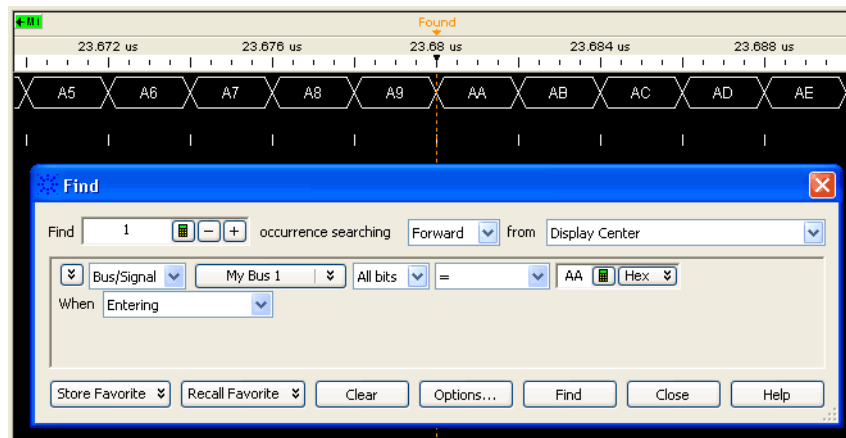 M1
Found
23.672 us 23.676 us 23.68 us 23.684 us 23.688 us
A5 A6 A7 A8 A9 AA AB AC AD AE
Find
Find 1 occurrence searching Forward from Display Center
Bus/Signal My Bus 1 All bits = AA Hex
When Entering
Store Favorite Recall Favorite Clear Options... Find Close Help